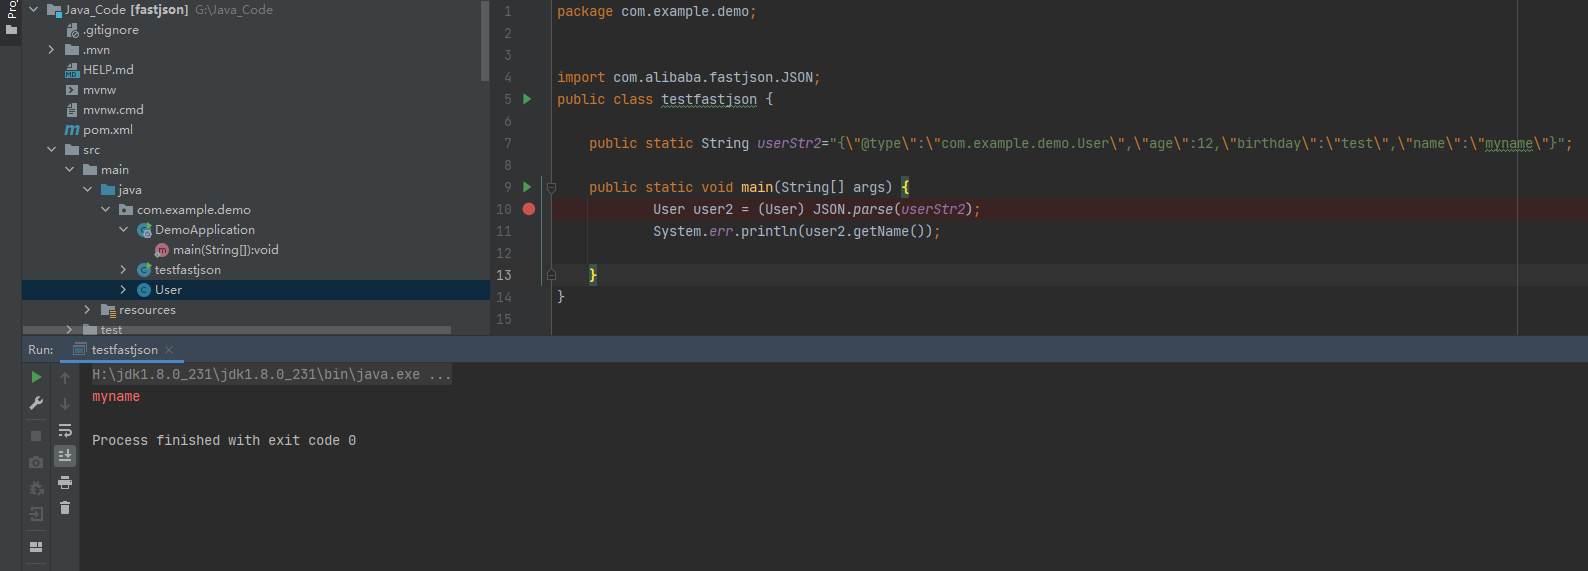 Pro
Java_Code [fastjson] G:\Java_Code
.gitignore
.mvn
HELP.md
mvnw
mvnw.cmd
pom.xml
src
main
java
com.example.demo
DemoApplication
main(String[]):void
testfastjson
User
resources
test
1 package com.example.demo;
2
3
4 import com.alibaba.fastjson.JSON;
5 public class testfastjson {
6
7 public static String userStr2="{\"@type\":\"com.example.demo.User\",\"age\":12,\"birthday\":\"test\",\"name\":\"myname\"}";
8
9 public static void main(String[] args) {
10 User user2 = (User) JSON.parse(userStr2);
11 System.err.println(user2.getName());
12
13 }
14 }
15
Run: testfastjson
H:\jdk1.8.0_231\jdk1.8.0_231\bin\java.exe ...
myname
Process finished with exit code 0